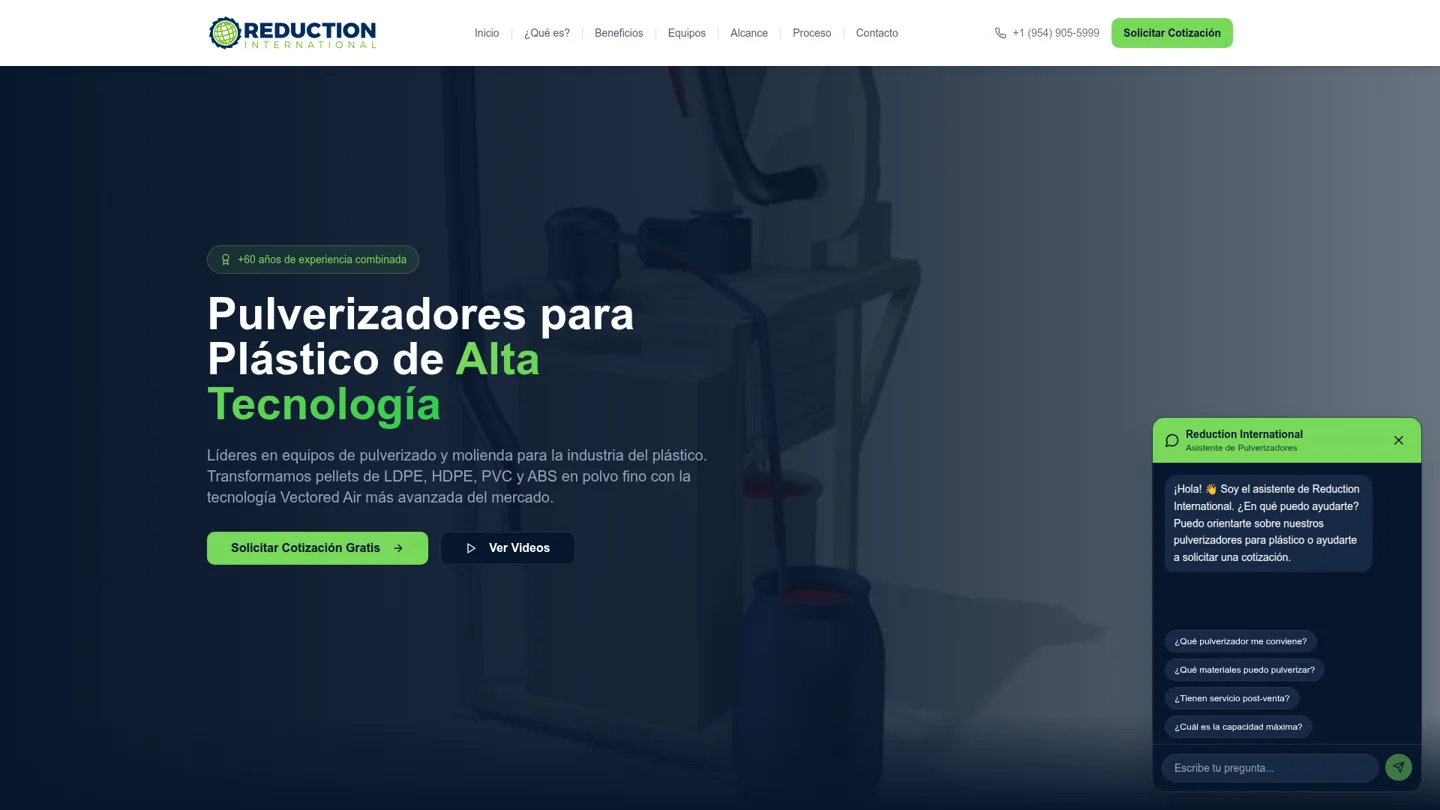 REDUCTION
INTERNATIONAL
Inicio
¿Qué es?
Beneficios
Equipos
Alcance
Proceso
Contacto
+1 (954) 905-5999
Solicitar Cotización
+60 años de experiencia combinada
Pulverizadores para
Plástico de Alta
Tecnología
Líderes en equipos de pulverizado y molienda para la industria del plástico.
Transformamos pellets de LDPE, HDPE, PVC y ABS en polvo fino con la
tecnología Vectored Air más avanzada del mercado.
Solicitar Cotización Gratis
Ver Videos
Reduction International
Asistente de Pulverizadores
¡Hola! 👋 Soy el asistente de Reduction
International. ¿En qué puedo ayudarte?
Puedo orientarte sobre nuestros
pulverizadores para plástico o ayudarte
a solicitar una cotización.
¿Qué pulverizador me conviene?
¿Qué materiales puedo pulverizar?
¿Tienen servicio post-venta?
¿Cuál es la capacidad máxima?
Escribe tu pregunta...